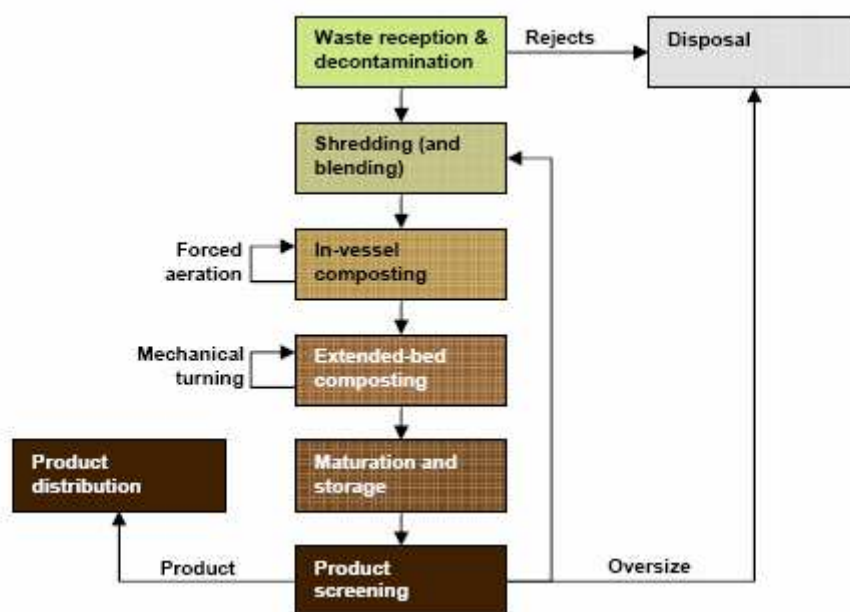 Waste reception &
decontamination
Rejects
Disposal
Shredding (and
blending)
Forced
aeration
In-vessel
composting
Mechanical
turning
Extended-bed
composting
Product
distribution
Maturation and
storage
Product
Product
screening
Oversize